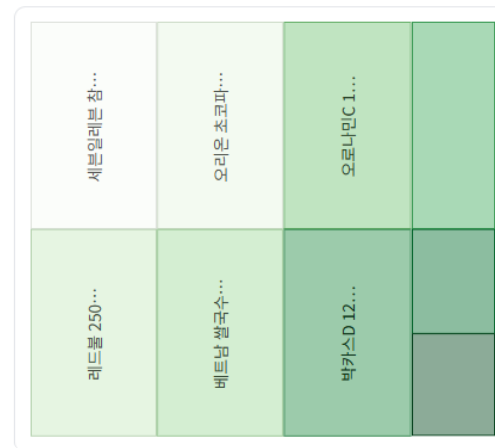 세븐일레븐 참…
오리온 초코파…
오로나민C 1…
레드불 250…
베트남 쌀국수…
박카스D 12…